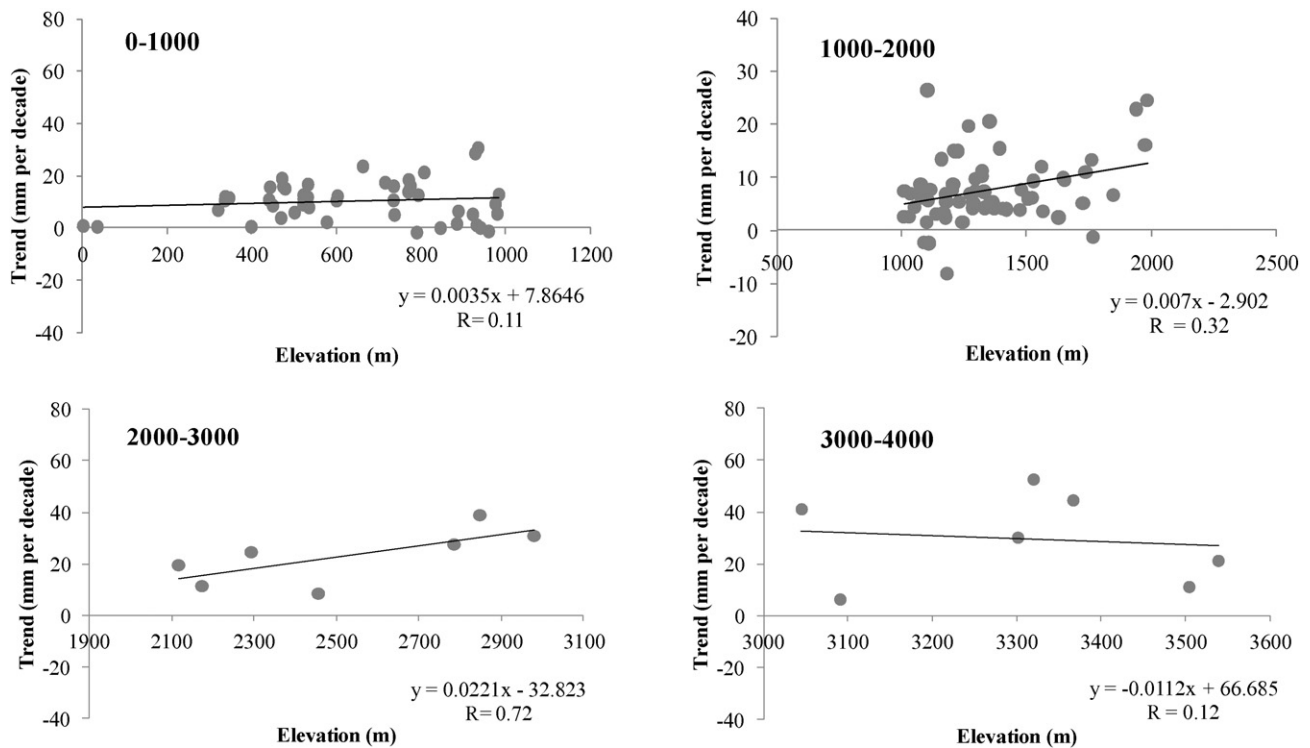 0-1000
Trend (mm per decade)
80
60
40
20
0
-20
-40
0 200 400 600 800 1000 1200
y = 0.0035x + 7.8646
R= 0.11
Elevation (m)
1000-2000
Trend (mm per decade)
40
30
20
10
0
-10
-20
500 1000 1500 2000 2500
y = 0.007x - 2.902
R = 0.32
Elevation (m)
2000-3000
Trend (mm per decade)
80
60
40
20
0
-20
-40
1900 2100 2300 2500 2700 2900 3100
y = 0.0221x - 32.823
R= 0.72
Elevation (m)
3000-4000
Trend (mm per decade)
80
60
40
20
0
-20
-40
3000 3100 3200 3300 3400 3500 3600
y = -0.0112x + 66.685
R = 0.12
Elevation (m)